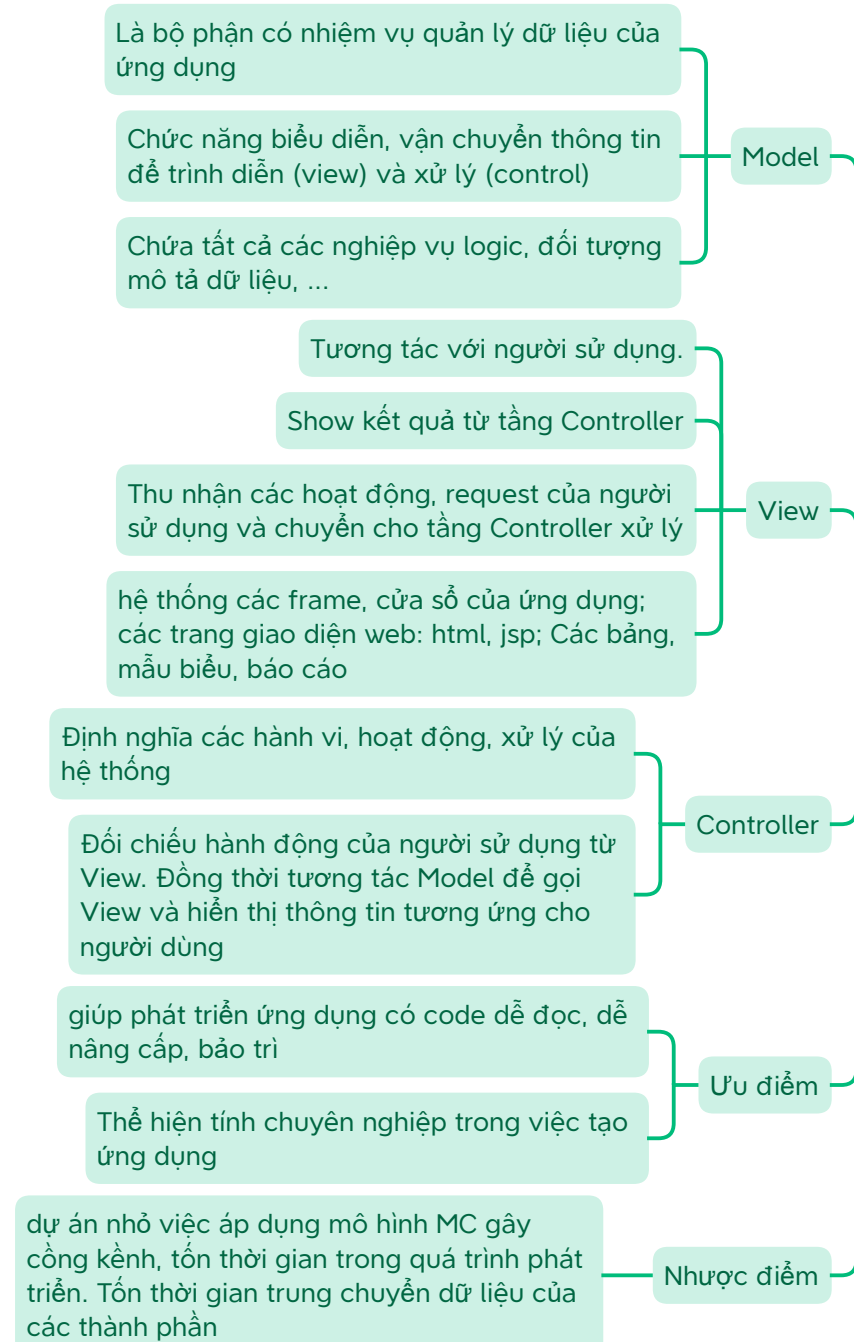 Là bộ phận có nhiệm vụ quản lý dữ liệu của
ứng dụng
Chức năng biểu diễn, vận chuyển thông tin
để trình diễn (view) và xử lý (control)
Chứa tất cả các nghiệp vụ logic, đối tượng
mô tả dữ liệu, ...
Model
Tương tác với người sử dụng.
Show kết quả từ tầng Controller
Thu nhận các hoạt động, request của người
sử dụng và chuyển cho tầng Controller xử lý
hệ thống các frame, cửa sổ của ứng dụng;
các trang giao diện web: html, jsp; Các bảng,
mẫu biểu, báo cáo
View
Định nghĩa các hành vi, hoạt động, xử lý của
hệ thống
Đối chiếu hành động của người sử dụng từ
View. Đồng thời tương tác Model để gọi
View và hiển thị thông tin tương ứng cho
người dùng
Controller
giúp phát triển ứng dụng có code dễ đọc, dễ
nâng cấp, bảo trì
Thể hiện tính chuyên nghiệp trong việc tạo
ứng dụng
Ưu điểm
dự án nhỏ việc áp dụng mô hình MC gây
cồng kềnh, tốn thời gian trong quá trình phát
triển. Tốn thời gian trung chuyển dữ liệu của
các thành phần
Nhược điểm